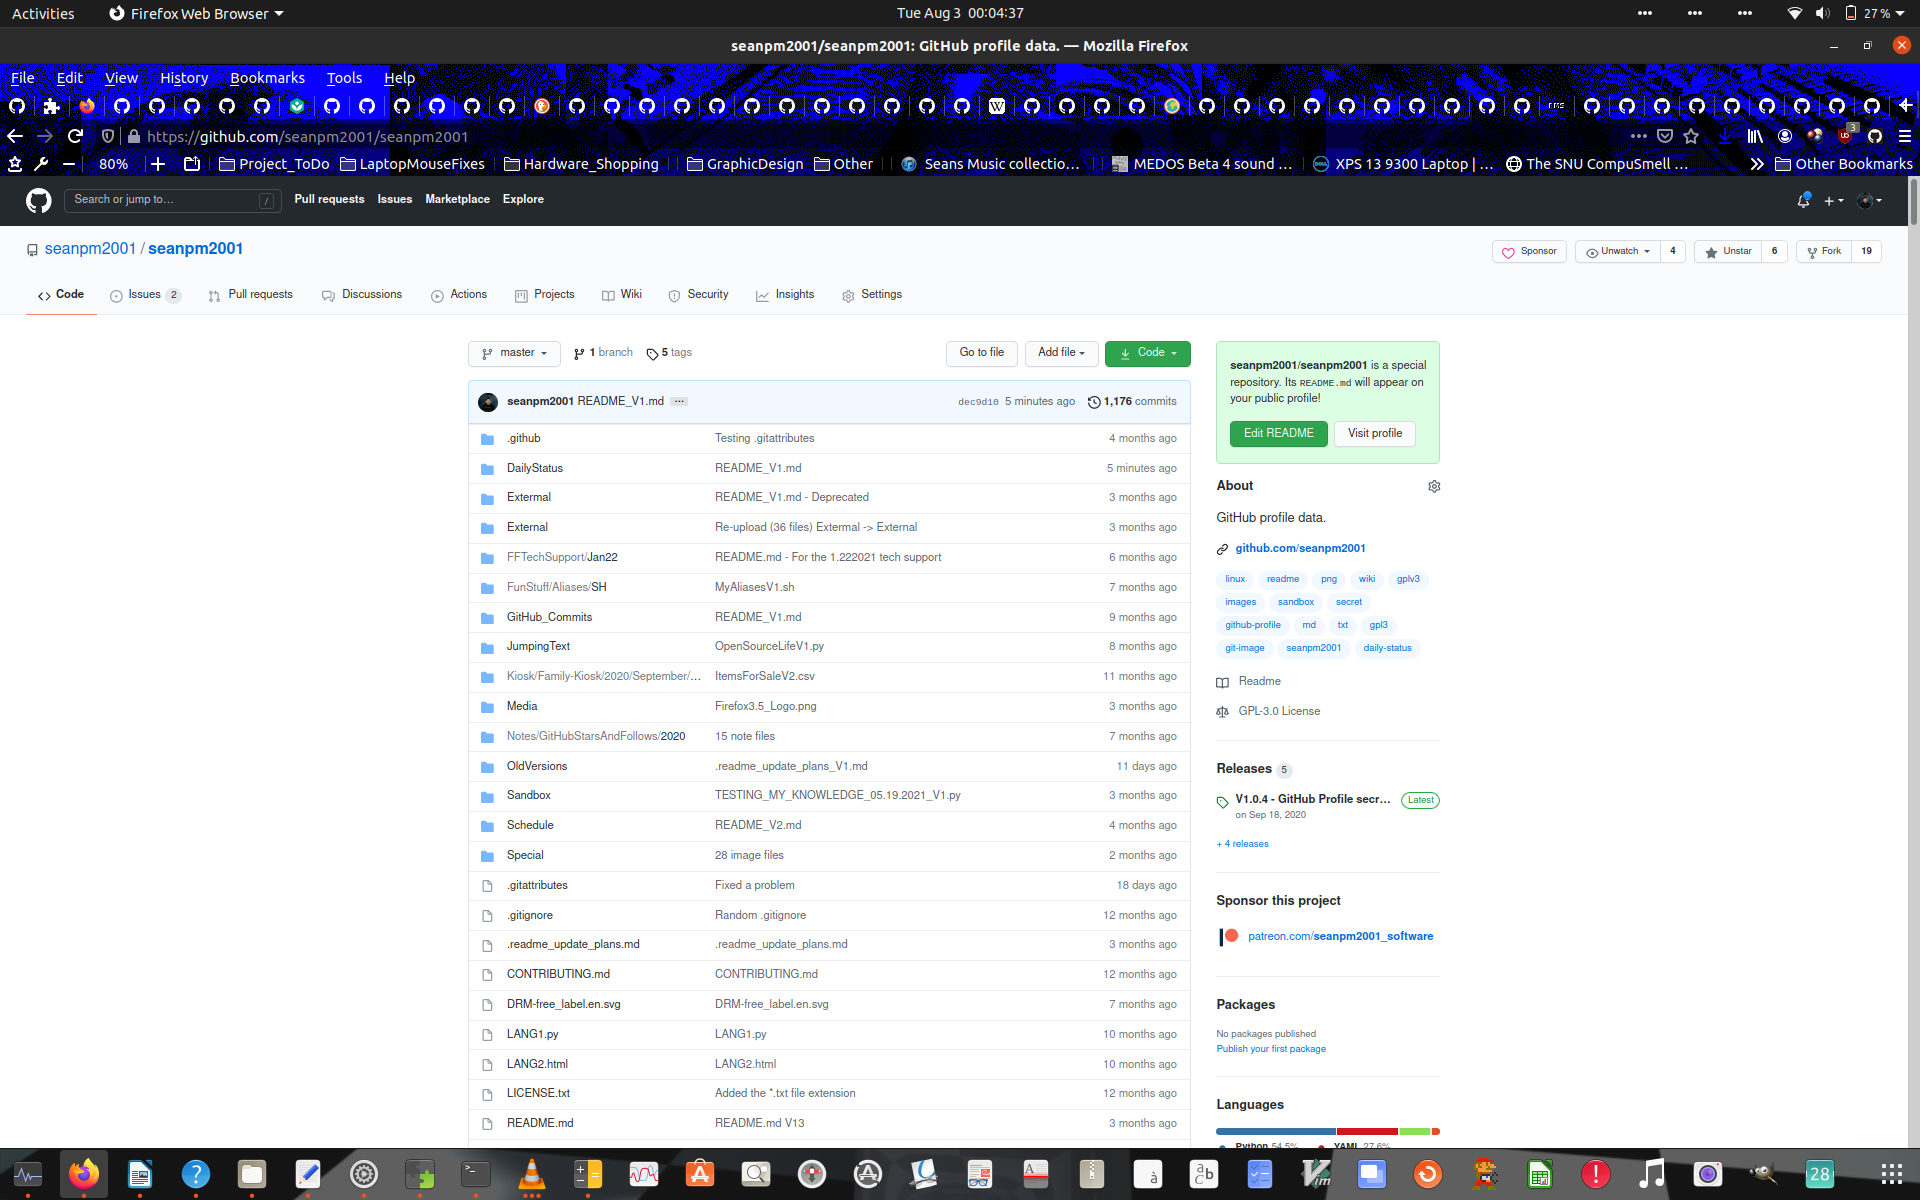 Activities Firefox Web Browser Tue Aug 3 00:04:37 27 %
seanpm2001/seanpm2001: GitHub profile data. — Mozilla Firefox
File Edit View History Bookmarks Tools Help
https://github.com/seanpm2001/seanpm2001 3
80% Project_ToDo LaptopMouseFixes Hardware_Shopping GraphicDesign Other Seans Music collectio… MEDOS Beta 4 sound … XPS 13 9300 Laptop | … The SNU CompuSmell … Other Bookmarks
Search or jump to… / Pull requests Issues Marketplace Explore
seanpm2001 / seanpm2001 Sponsor Unwatch 4 Unstar 6 Fork 19
Code Issues 2 Pull requests Discussions Actions Projects Wiki Security Insights Settings
master 1 branch 5 tags Go to file Add file Code
seanpm2001 README_V1.md ... dec9d10 5 minutes ago 1,176 commits
.github Testing .gitattributes 4 months ago
DailyStatus README_V1.md 5 minutes ago
Extermal README_V1.md - Deprecated 3 months ago
External Re-upload (36 files) Extermal -> External 3 months ago
FFTechSupport/Jan22 README.md - For the 1.222021 tech support 6 months ago
FunStuff/Aliases/SH MyAliasesV1.sh 7 months ago
GitHub_Commits README_V1.md 9 months ago
JumpingText OpenSourceLifeV1.py 8 months ago
Kiosk/Family-Kiosk/2020/September/… ItemsForSaleV2.csv 11 months ago
Media Firefox3.5_Logo.png 3 months ago
Notes/GitHubStarsAndFollows/2020 15 note files 7 months ago
OldVersions .readme_update_plans_V1.md 11 days ago
Sandbox TESTING_MY_KNOWLEDGE_05.19.2021_V1.py 3 months ago
Schedule README_V2.md 4 months ago
Special 28 image files 2 months ago
.gitattributes Fixed a problem 18 days ago
.gitignore Random .gitignore 12 months ago
.readme_update_plans.md .readme_update_plans.md 3 months ago
CONTRIBUTING.md CONTRIBUTING.md 12 months ago
DRM-free_label.en.svg DRM-free_label.en.svg 7 months ago
LANG1.py LANG1.py 10 months ago
LANG2.html LANG2.html 10 months ago
LICENSE.txt Added the *.txt file extension 12 months ago
README.md README.md V13 3 months ago
seanpm2001/seanpm2001 is a special
repository. Its README.md will appear on
your public profile!
Edit README Visit profile
About
GitHub profile data.
github.com/seanpm2001
linux readme png wiki gplv3
images sandbox secret
github-profile md txt gpl3
git-image seanpm2001 daily-status
Readme
GPL-3.0 License
Releases 5
V1.0.4 - GitHub Profile secr... Latest
on Sep 18, 2020
+ 4 releases
Sponsor this project
patreon.com/seanpm2001_software
Packages
No packages published
Publish your first package
Languages
Python 54.5% YAML 27.6%
28